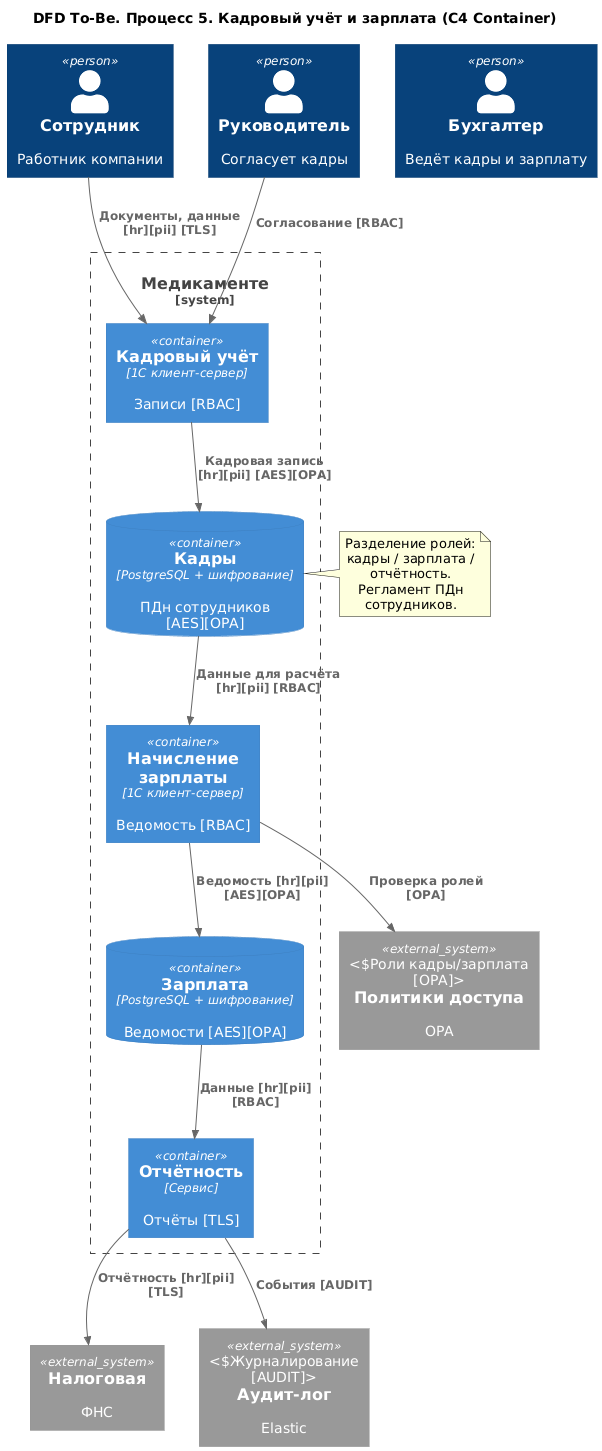 DFD To-Be. Процесс 5. Кадровый учёт и зарплата (C4 Container)
«person»
Сотрудник
Работник компании
«person»
Руководитель
Согласует кадры
«person»
Бухгалтер
Ведёт кадры и зарплату
Документы, данные
[hr][pii] [TLS]
Согласование [RBAC]
Медикаменте
[system]
«container»
Кадровый учёт
[1С клиент-сервер]
Записи [RBAC]
Кадровая запись
[hr][pii] [AES][OPA]
«container»
Кадры
[PostgreSQL + шифрование]
ПДн сотрудников
[AES][OPA]
Разделение ролей:
кадры / зарплата /
отчётность.
Регламент ПДн
сотрудников.
Данные для расчёта
[hr][pii] [RBAC]
«container»
Начисление
зарплаты
[1С клиент-сервер]
Ведомость [RBAC]
Ведомость [hr][pii]
[AES][OPA]
Проверка ролей
[OPA]
«container»
Зарплата
[PostgreSQL + шифрование]
Ведомости [AES][OPA]
«external_system»
<$Роли кадры/зарплата
[OPA]>
Политики доступа
OPA
Данные [hr][pii]
[RBAC]
«container»
Отчётность
[Сервис]
Отчёты [TLS]
Отчётность [hr][pii]
[TLS]
События [AUDIT]
«external_system»
Налоговая
ФНС
«external_system»
<$Журналирование
[AUDIT]>
Аудит-лог
Elastic